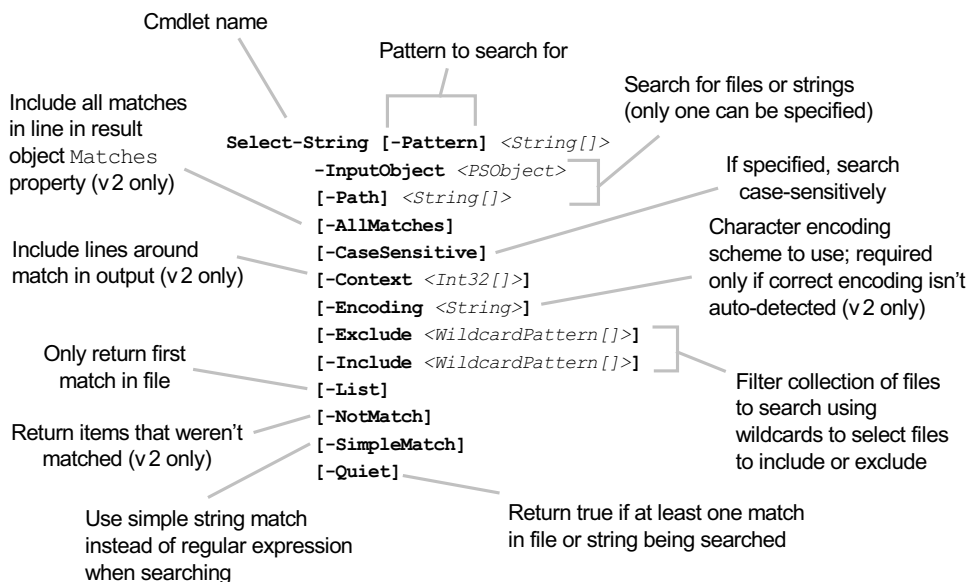 Cmdlet name
Pattern to search for
Search for files or strings
(only one can be specified)
Include all matches
in line in result
object Matches
property (v2 only)
Select-String [-Pattern] <String[]>
-InputObject <PSObject>
[-Path] <String[]>
[-AllMatches]
[-CaseSensitive]
[-Context <Int32[]>]
[-Encoding <String>]
[-Exclude <WildcardPattern[]>]
[-Include <WildcardPattern[]>]
[-List]
[-NotMatch]
[-SimpleMatch]
[-Quiet]
If specified, search
case-sensitively
Include lines around
match in output (v2 only)
Character encoding
scheme to use; required
only if correct encoding isn't
auto-detected (v2 only)
Only return first
match in file
Filter collection of files
to search using
wildcards to select files
to include or exclude
Return items that weren't
matched (v2 only)
Use simple string match
instead of regular expression
when searching
Return true if at least one match
in file or string being searched